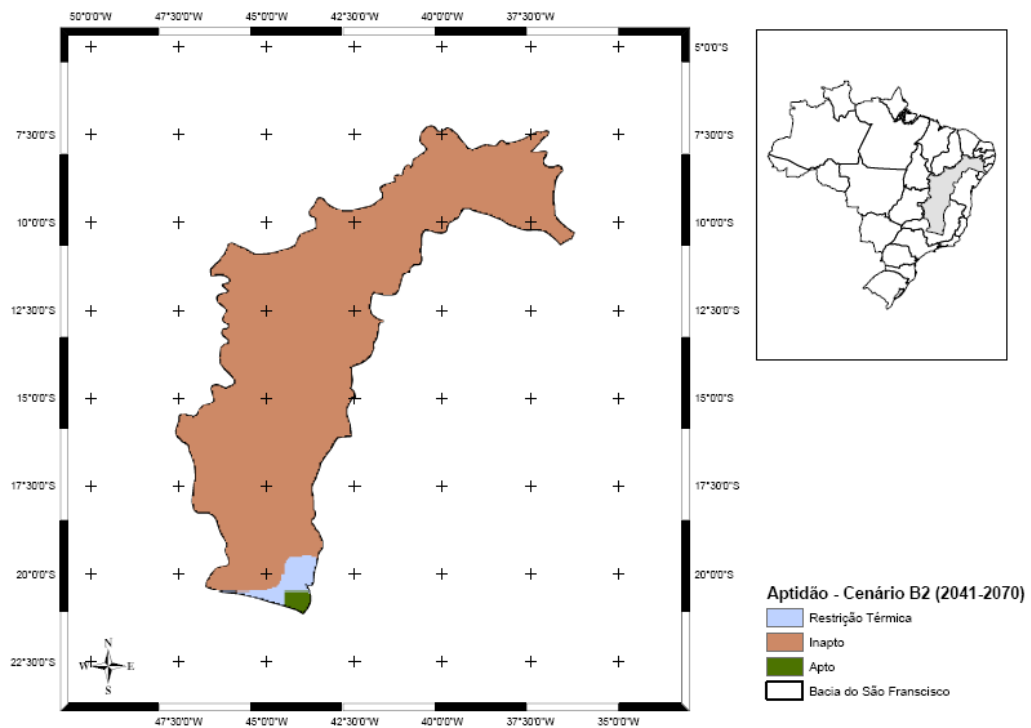 50°0'0"W 47°30'0"W 45°0'0"W 42°30'0"W 40°0'0"W 37°30'0"W
5°0'0"S
7°30'0"S 7°30'0"S
10°0'0"S 10°0'0"S
12°30'0"S 12°30'0"S
15°0'0"S 15°0'0"S
17°30'0"S 17°30'0"S
20°0'0"S 20°0'0"S
22°30'0"S 22°30'0"S
N
W E
S
47°30'0"W 45°0'0"W 42°30'0"W 40°0'0"W 37°30'0"W 35°0'0"W
Aptidão - Cenário B2 (2041-2070)
Restrição Térmica
Inapto
Apto
Bacia do São Franscisco